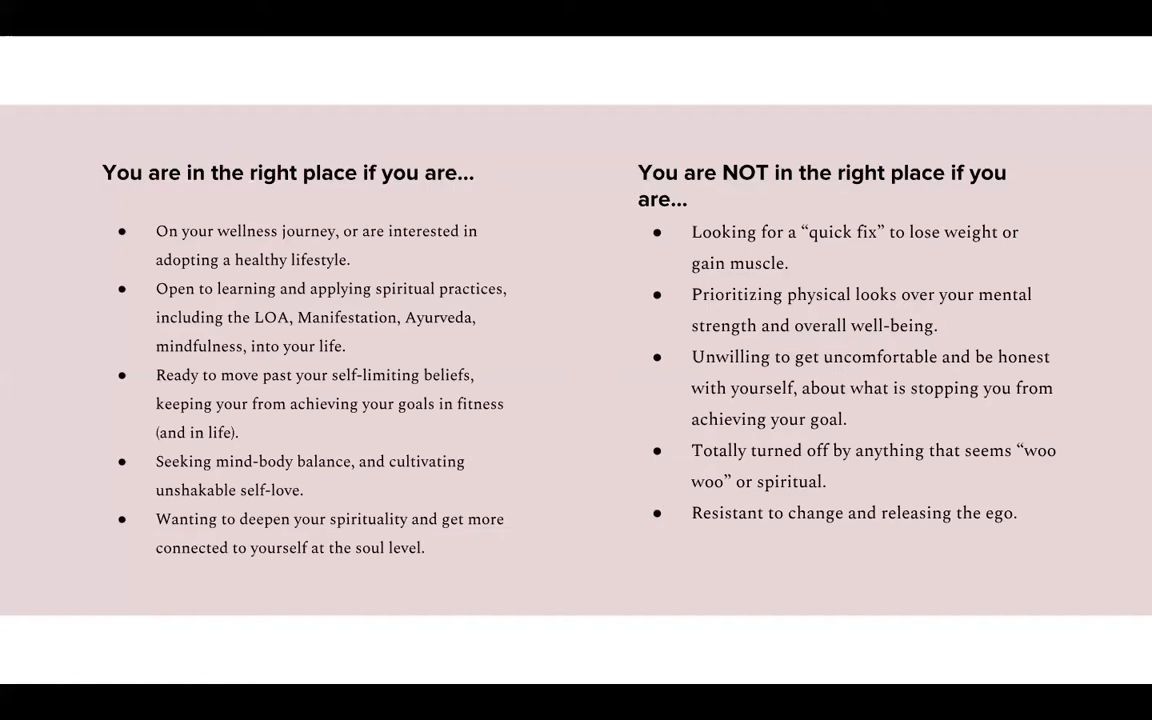 You are in the right place if you are...
● On your wellness journey, or are interested in
adopting a healthy lifestyle.
● Open to learning and applying spiritual practices,
including the LOA, Manifestation, Ayurveda,
mindfulness, into your life.
● Ready to move past your self-limiting beliefs,
keeping your from achieving your goals in fitness
(and in life).
● Seeking mind-body balance, and cultivating
unshakable self-love.
● Wanting to deepen your spirituality and get more
connected to yourself at the soul level.
You are NOT in the right place if you
are...
● Looking for a “quick fix” to lose weight or
gain muscle.
● Prioritizing physical looks over your mental
strength and overall well-being.
● Unwilling to get uncomfortable and be honest
with yourself, about what is stopping you from
achieving your goal.
● Totally turned off by anything that seems “woo
woo” or spiritual.
● Resistant to change and releasing the ego.